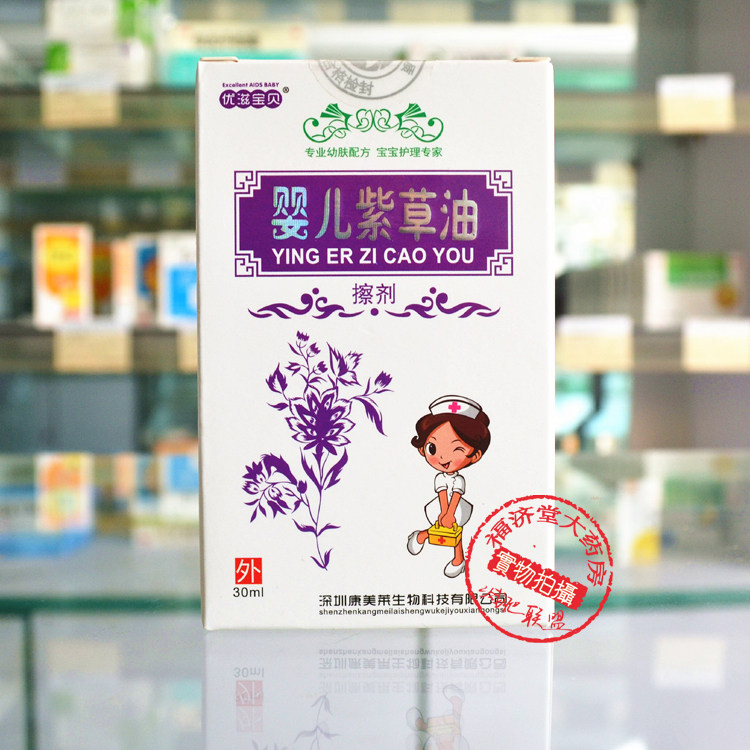 Excellent AIDS BABY
优滋宝贝®
专业幼肤配方 宝宝护理专家
婴儿紫草油
YING ER ZI CAO YOU
擦剂
外
30ml
深圳康美莱生物科技有限公司
福济堂大药房
實物拍攝
联盟